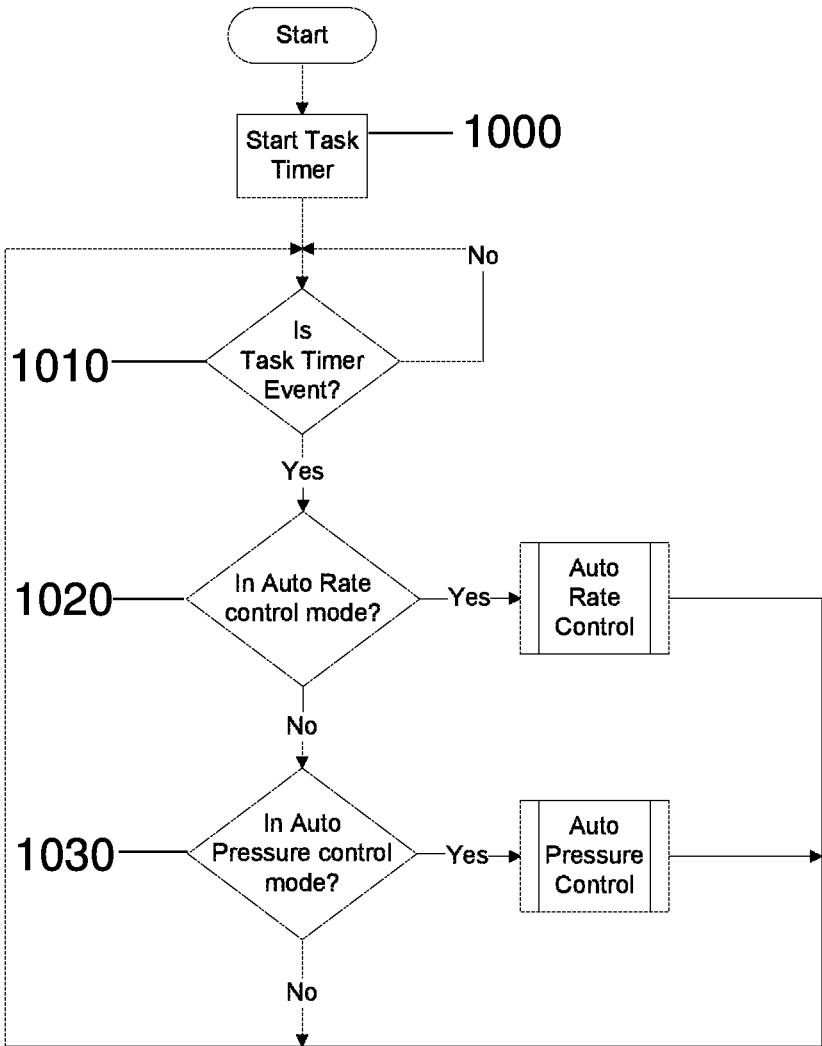 Start
Start Task
Timer
1000
No
Is
Task Timer
Event?
1010
Yes
In Auto Rate
control mode?
1020
Yes
Auto
Rate
Control
No
In Auto
Pressure control
mode?
1030
Yes
Auto
Pressure
Control
No